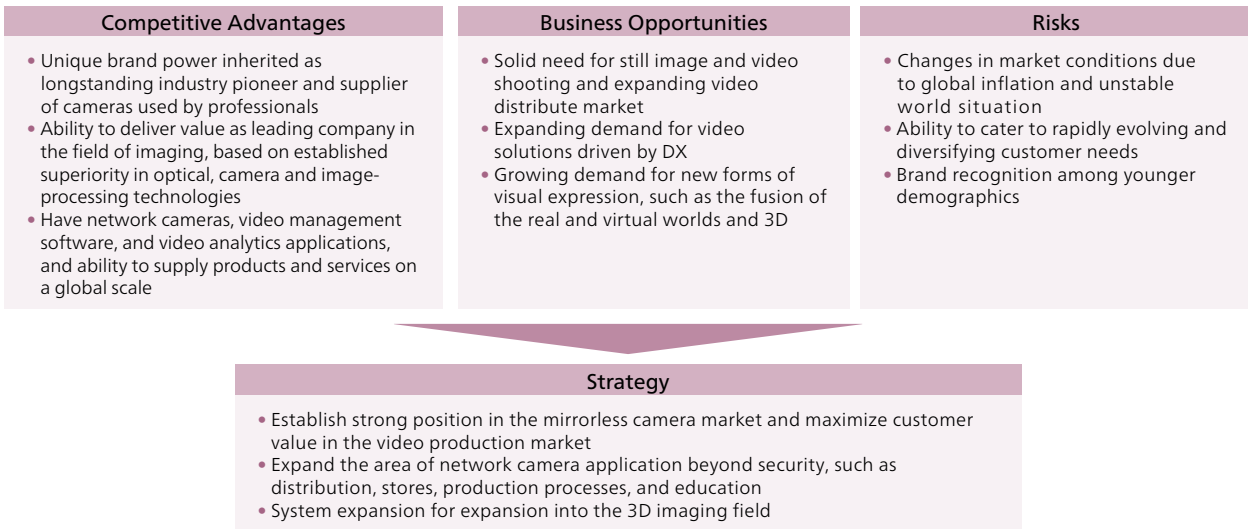 Competitive Advantages
• Unique brand power inherited as
longstanding industry pioneer and supplier
of cameras used by professionals
• Ability to deliver value as leading company in
the field of imaging, based on established
superiority in optical, camera and image-
processing technologies
• Have network cameras, video management
software, and video analytics applications,
and ability to supply products and services on
a global scale
Business Opportunities
• Solid need for still image and video
shooting and expanding video
distribute market
• Expanding demand for video
solutions driven by DX
• Growing demand for new forms of
visual expression, such as the fusion of
the real and virtual worlds and 3D
Risks
• Changes in market conditions due
to global inflation and unstable
world situation
• Ability to cater to rapidly evolving and
diversifying customer needs
• Brand recognition among younger
demographics
Strategy
• Establish strong position in the mirrorless camera market and maximize customer
value in the video production market
• Expand the area of network camera application beyond security, such as
distribution, stores, production processes, and education
• System expansion for expansion into the 3D imaging field